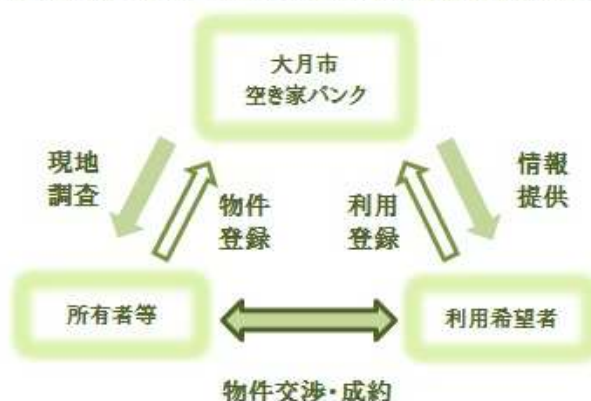 大月市
空き家バンク
現地
調査
物件
登録
利用
登録
情報
提供
所有者等
利用希望者
物件交渉・成約